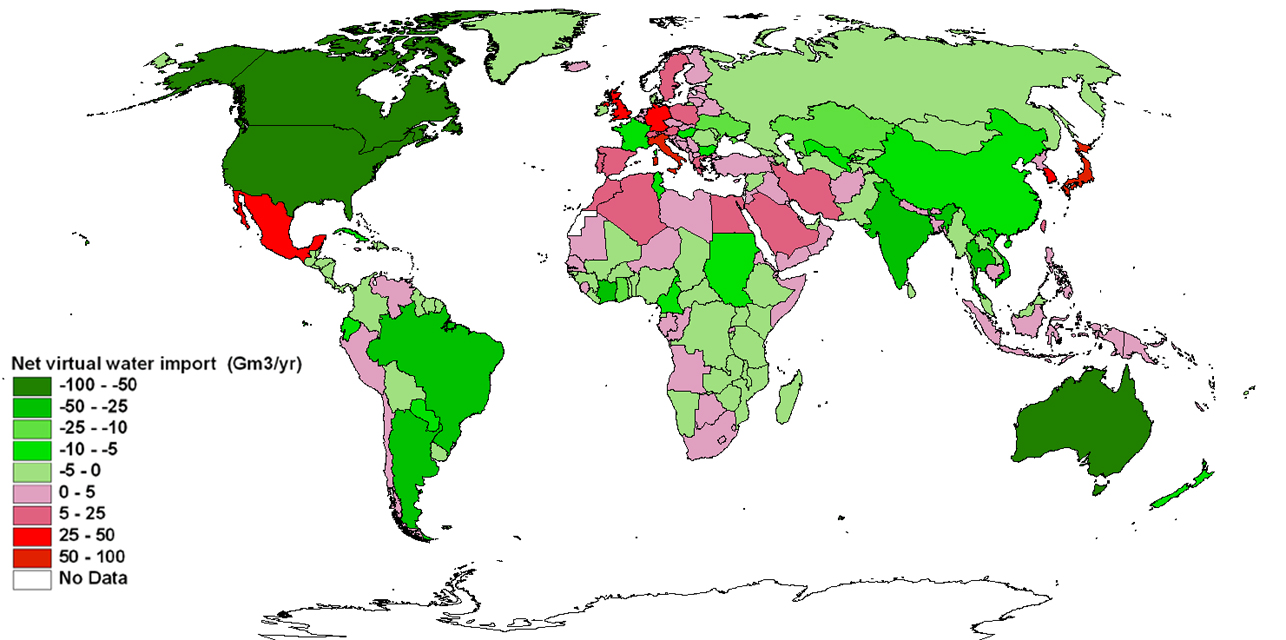 Net virtual water import (Gm3/yr)
-100 - -50
-50 - -25
-25 - -10
-10 - -5
-5 - 0
0 - 5
5 - 25
25 - 50
50 - 100
No Data